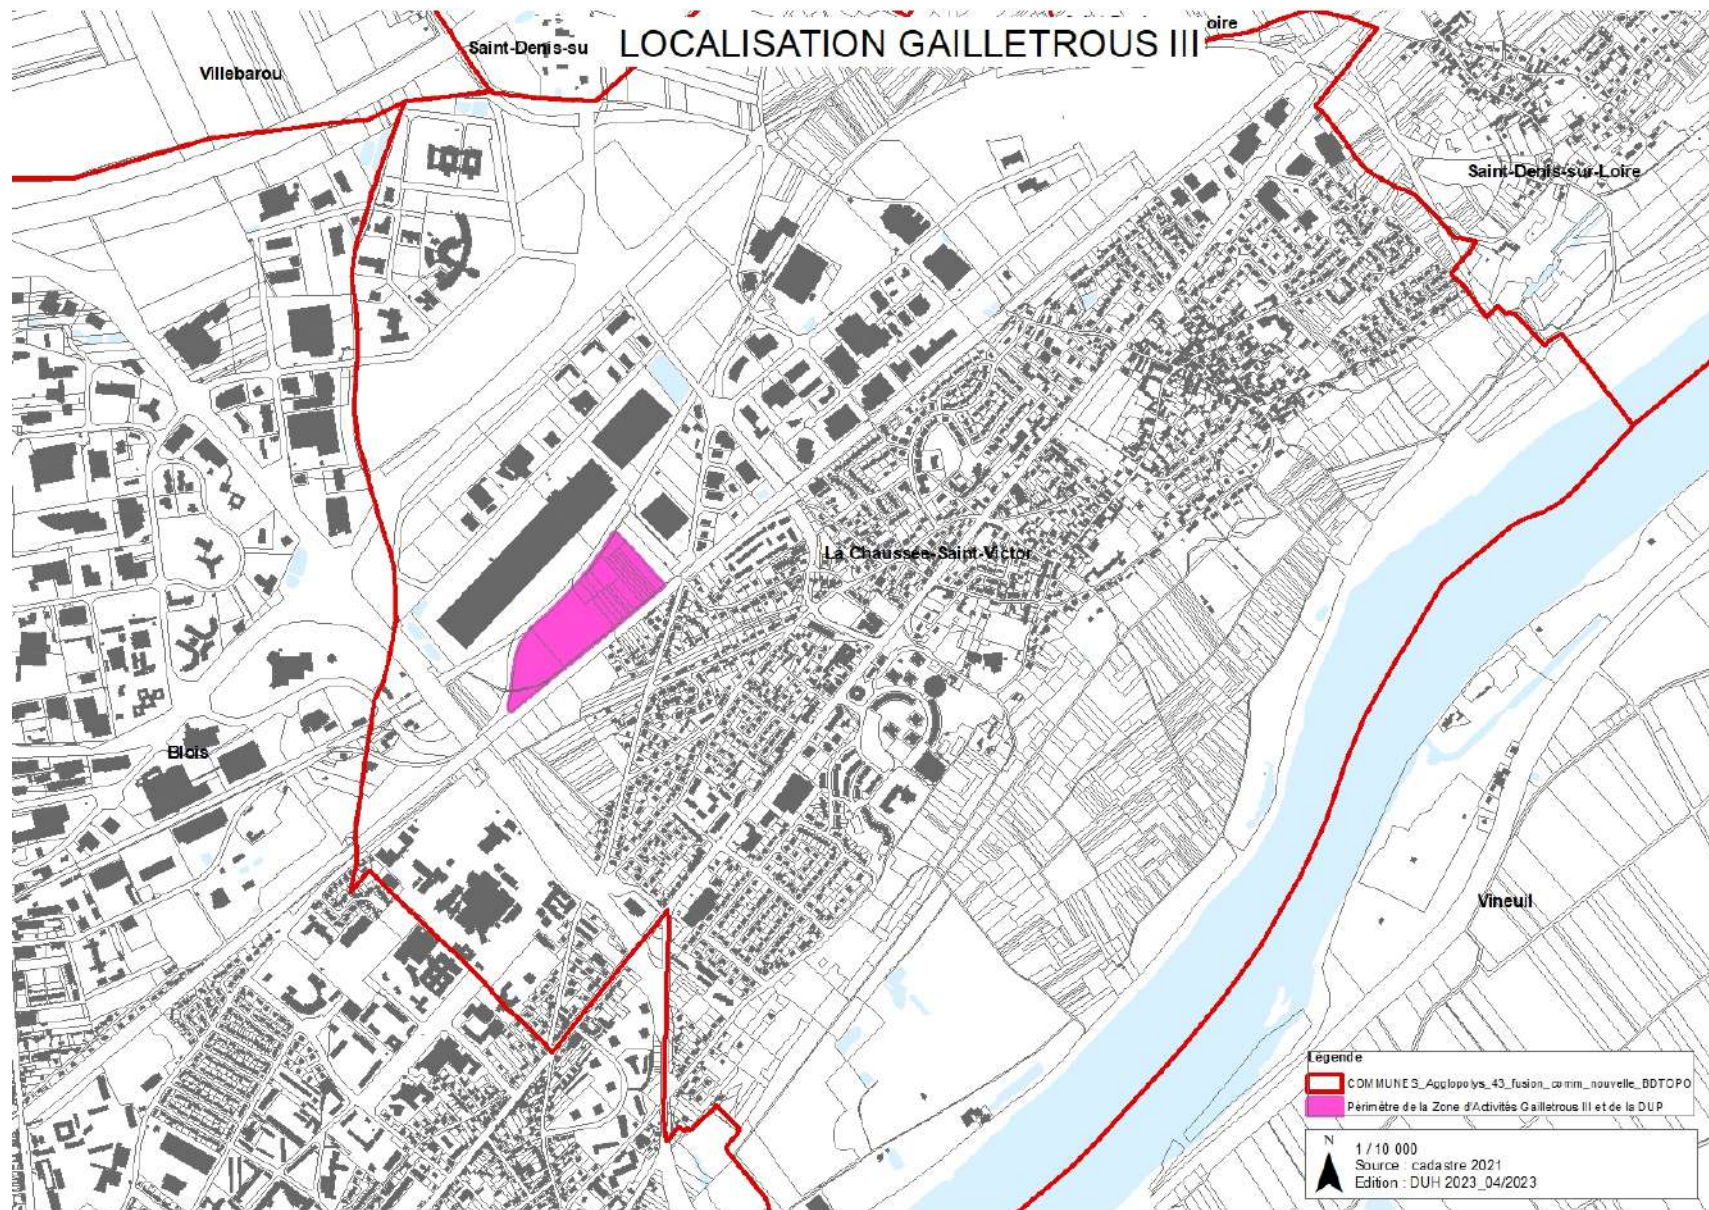 oire
LOCALISATION GAILLETROUS III
Saint-Denis-su
Villebarou
Saint-Denis-sur-Loire
La Chaussée-Saint-Victor
Blois
Vineuil
Légende
COMMUNES_Agglopolys_43_fusion_comm_nouvelle_BDTOPO
Périmètre de la Zone d'Activités Gailletrous III et de la DUP
N
1 / 10 000
Source : cadastre 2021
Edition : DUH 2023_04/2023